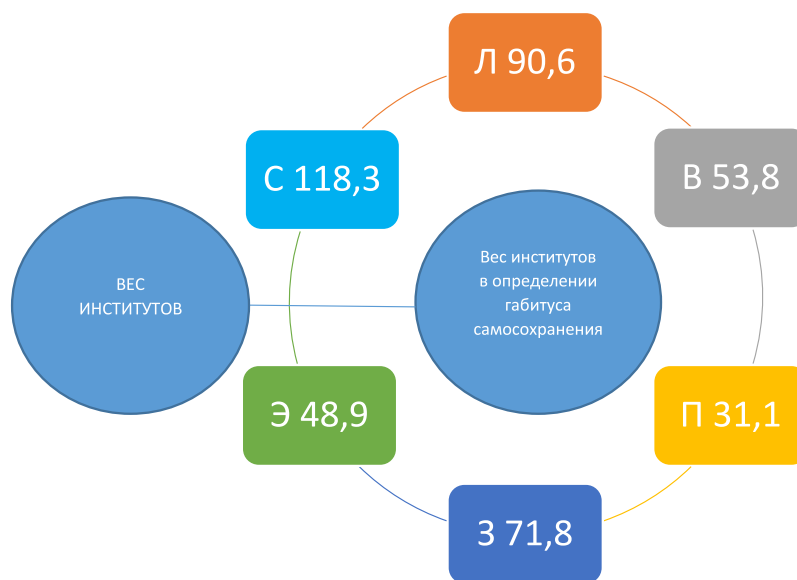 Л 90,6
С 118,3
В 53,8
ВЕС
ИНСТИТУТОВ
Вес институтов
в определении
габитуса
самосохранения
Э 48,9
П 31,1
З 71,8